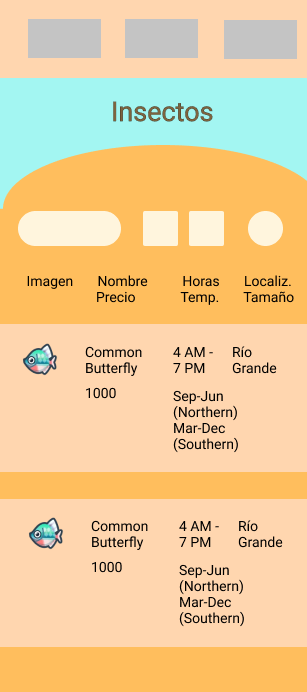 Insectos
Imagen Nombre Horas Localiz.
Precio Temp. Tamaño
Common 4 AM - Río
Butterfly 7 PM Grande
1000 Sep-Jun
(Northern)
Mar-Dec
(Southern)
Common 4 AM - Río
Butterfly 7 PM Grande
1000 Sep-Jun
(Northern)
Mar-Dec
(Southern)